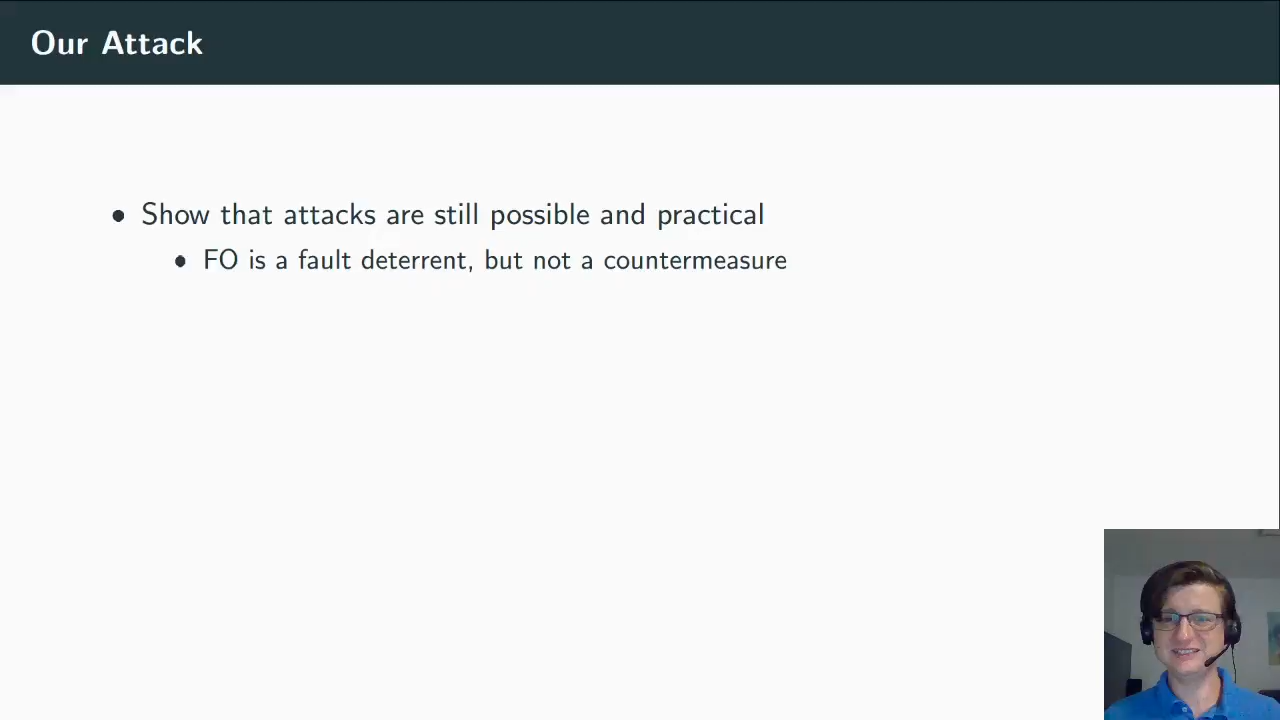 Our Attack
• Show that attacks are still possible and practical
• FO is a fault deterrent, but not a countermeasure